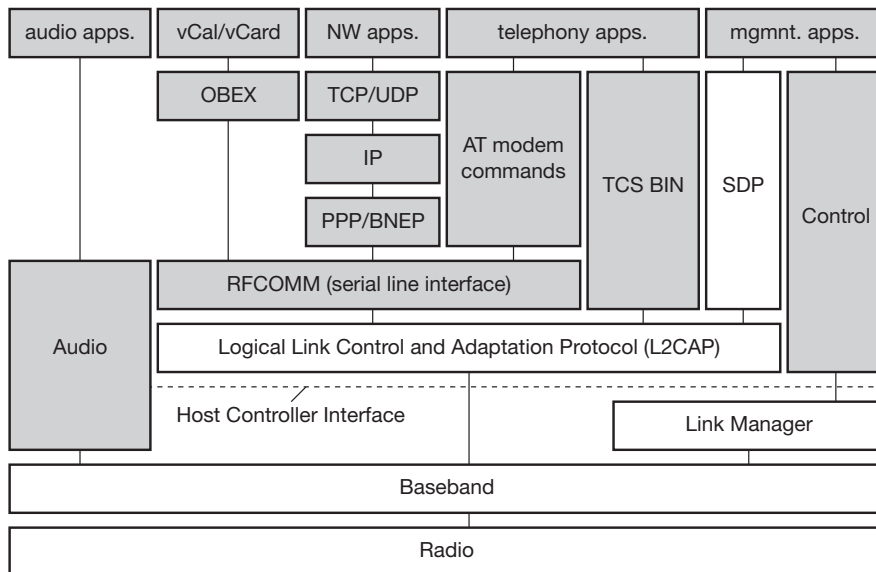 audio apps.
vCal/vCard
NW apps.
telephony apps.
mgmnt. apps.
OBEX
TCP/UDP
AT modem
commands
TCS BIN
SDP
Control
IP
PPP/BNEP
Audio
RFCOMM (serial line interface)
Logical Link Control and Adaptation Protocol (L2CAP)
Host Controller Interface
Link Manager
Baseband
Radio